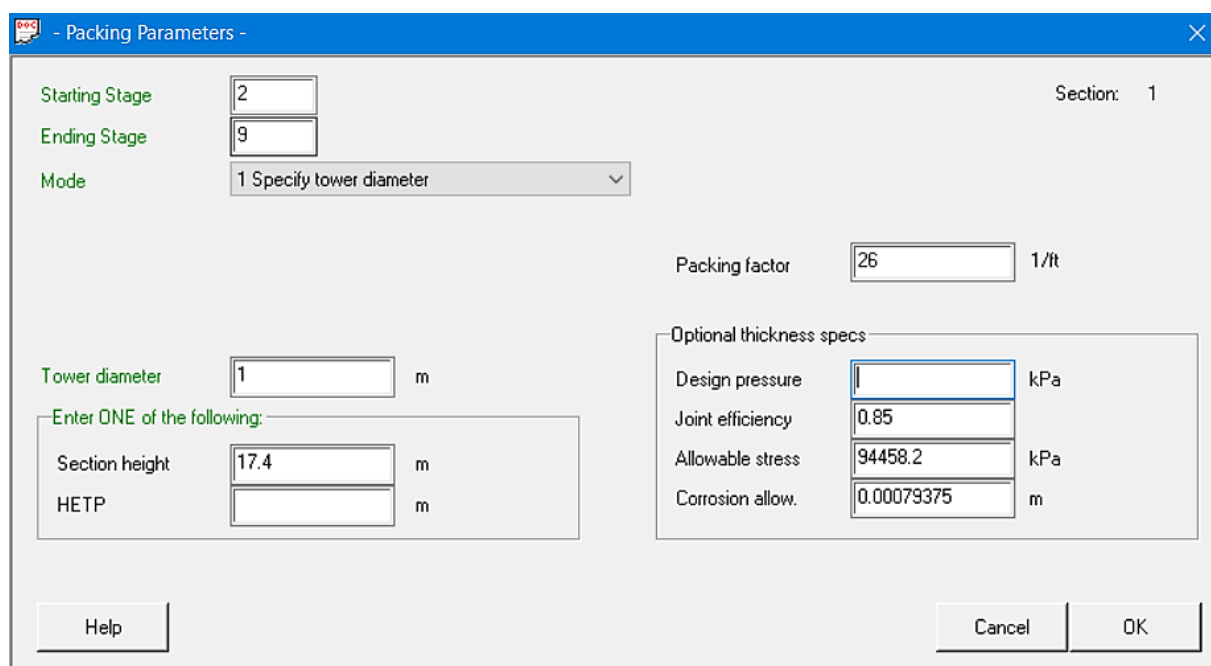 DOC
- Packing Parameters -
Starting Stage 2 Section: 1
Ending Stage 9
Mode 1 Specify tower diameter
Packing factor 26 1/ft
Optional thickness specs
Tower diameter 1 m
Design pressure kPa
Enter ONE of the following:
Joint efficiency 0.85
Section height 17.4 m
Allowable stress 94458.2 kPa
HETP m
Corrosion allow. 0.00079375 m
Help Cancel OK